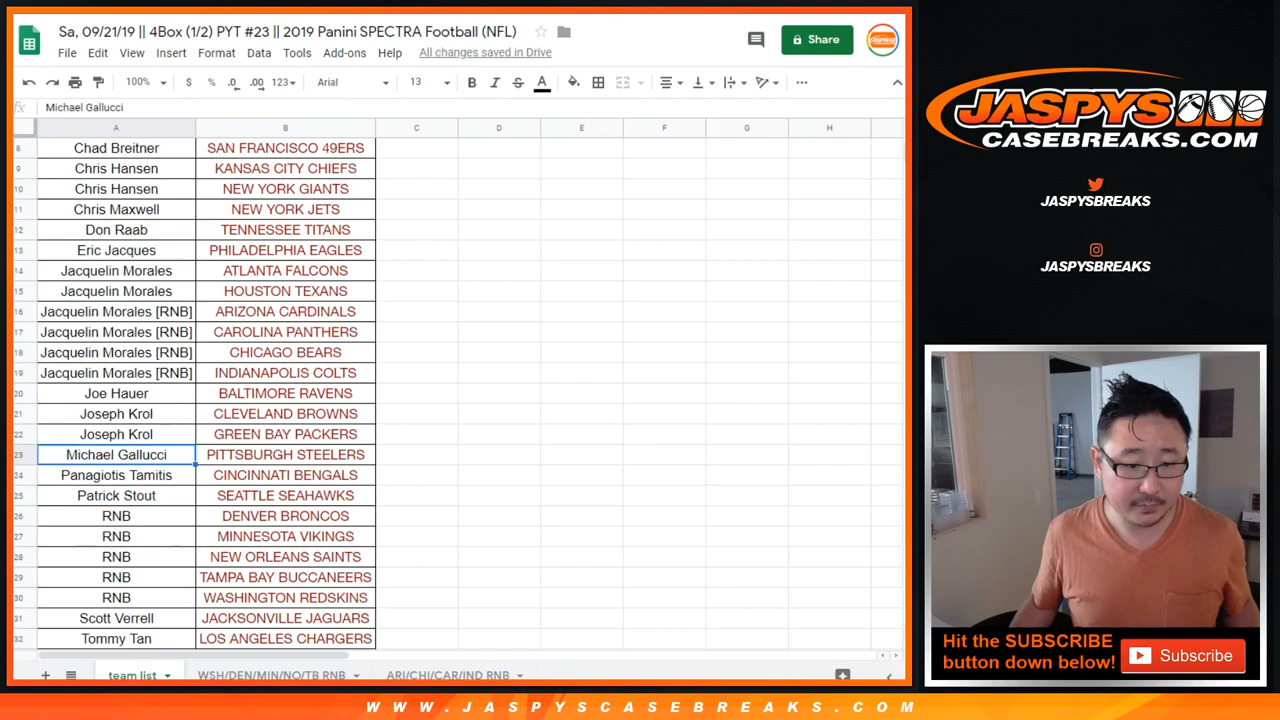 Sa, 09/21/19 || 4Box (1/2) PYT #23 || 2019 Panini SPECTRA Football (NFL)
File Edit View Insert Format Data Tools Add-ons Help All changes saved in Drive
Share
100% $ % .0 .00 123 Arial 13 B I S A
fx Michael Gallucci
A B C D E F G H
8 Chad Breitner SAN FRANCISCO 49ERS
9 Chris Hansen KANSAS CITY CHIEFS
10 Chris Hansen NEW YORK GIANTS
11 Chris Maxwell NEW YORK JETS
12 Don Raab TENNESSEE TITANS
13 Eric Jacques PHILADELPHIA EAGLES
14 Jacquelin Morales ATLANTA FALCONS
15 Jacquelin Morales HOUSTON TEXANS
16 Jacquelin Morales [RNB] ARIZONA CARDINALS
17 Jacquelin Morales [RNB] CAROLINA PANTHERS
18 Jacquelin Morales [RNB] CHICAGO BEARS
19 Jacquelin Morales [RNB] INDIANAPOLIS COLTS
20 Joe Hauer BALTIMORE RAVENS
21 Joseph Krol CLEVELAND BROWNS
22 Joseph Krol GREEN BAY PACKERS
23 Michael Gallucci PITTSBURGH STEELERS
24 Panagiotis Tamitis CINCINNATI BENGALS
25 Patrick Stout SEATTLE SEAHAWKS
26 RNB DENVER BRONCOS
27 RNB MINNESOTA VIKINGS
28 RNB NEW ORLEANS SAINTS
29 RNB TAMPA BAY BUCCANEERS
30 RNB WASHINGTON REDSKINS
31 Scott Verrell JACKSONVILLE JAGUARS
32 Tommy Tan LOS ANGELES CHARGERS
team list WSH/DEN/MIN/NO/TB RNB ARI/CHI/CAR/IND RNB
JASPYS
CASEBREAKS.COM
JASPYSBREAKS
JASPYSBREAKS
Hit the SUBSCRIBE
button down below!
Subscribe
WWW.JASPYSCASEBREAKS.COM